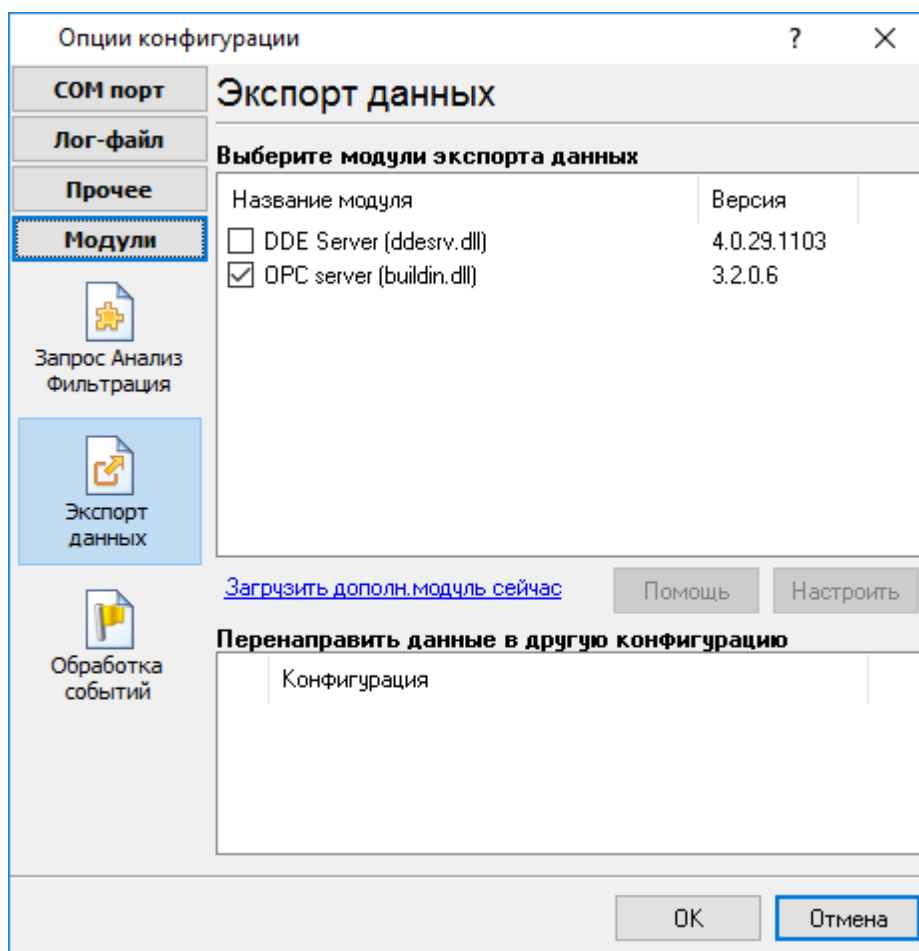 Опции конфигурации
?
COM порт
Лог-файл
Прочее
Модули
Запрос Анализ
Фильтрация
Экспорт
данных
Обработка
событий
Экспорт данных
Выберите модули экспорта данных
Название модуля Версия
DDE Server (ddesrv.dll) 4.0.29.1103
OPC server (buildin.dll) 3.2.0.6
Загрузить дополн.модуль сейчас Помощь Настроить
Перенаправить данные в другую конфигурацию
Конфигурация
OK Отмена